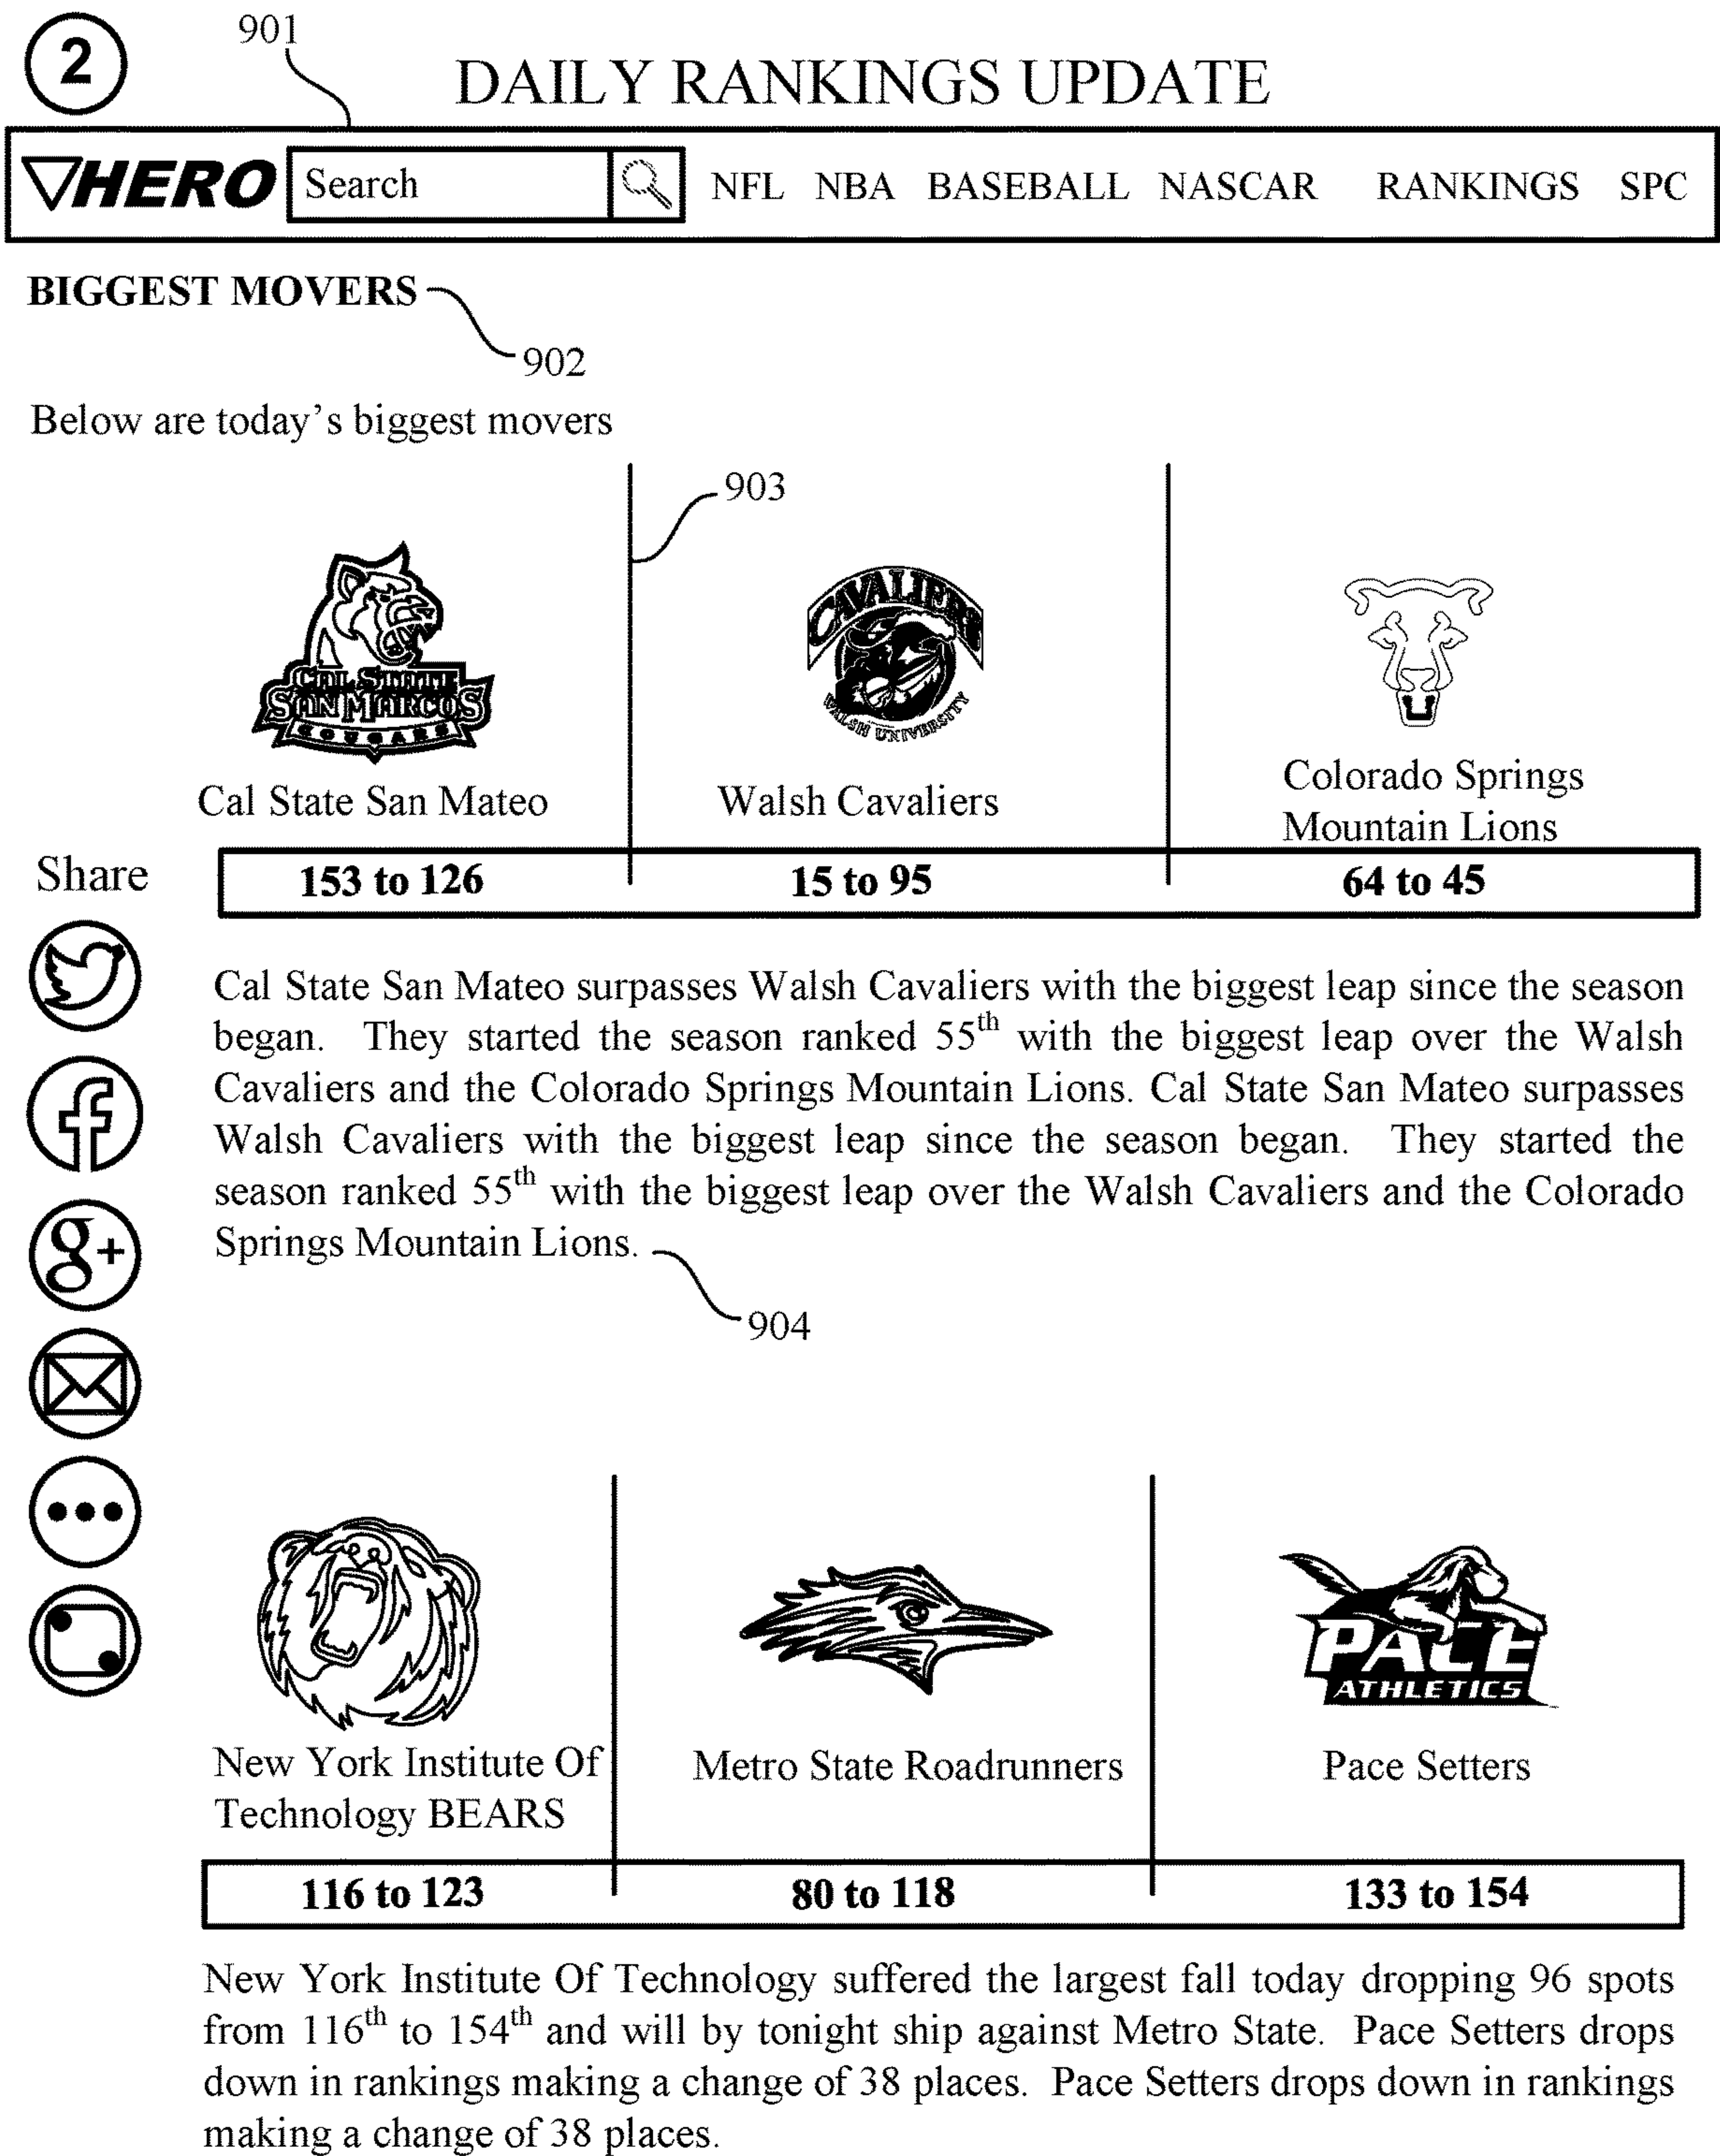 2
901
DAILY RANKINGS UPDATE
HERO Search NFL NBA BASEBALL NASCAR RANKINGS SPC
BIGGEST MOVERS
902
Below are today's biggest movers
903
CAL STATE
SAN MARCOS
COUGARS
CAVALIERS
WALSH UNIVERSITY
Cal State San Mateo
Walsh Cavaliers
Colorado Springs
Mountain Lions
Share
153 to 126 15 to 95 64 to 45
Cal State San Mateo surpasses Walsh Cavaliers with the biggest leap since the season
began. They started the season ranked 55th with the biggest leap over the Walsh
Cavaliers and the Colorado Springs Mountain Lions. Cal State San Mateo surpasses
Walsh Cavaliers with the biggest leap since the season began. They started the
season ranked 55th with the biggest leap over the Walsh Cavaliers and the Colorado
Springs Mountain Lions.
904
f
g+
PACE
ATHLETICS
New York Institute Of
Technology BEARS
Metro State Roadrunners
Pace Setters
116 to 123 80 to 118 133 to 154
New York Institute Of Technology suffered the largest fall today dropping 96 spots
from 116th to 154th and will by tonight ship against Metro State. Pace Setters drops
down in rankings making a change of 38 places. Pace Setters drops down in rankings
making a change of 38 places.